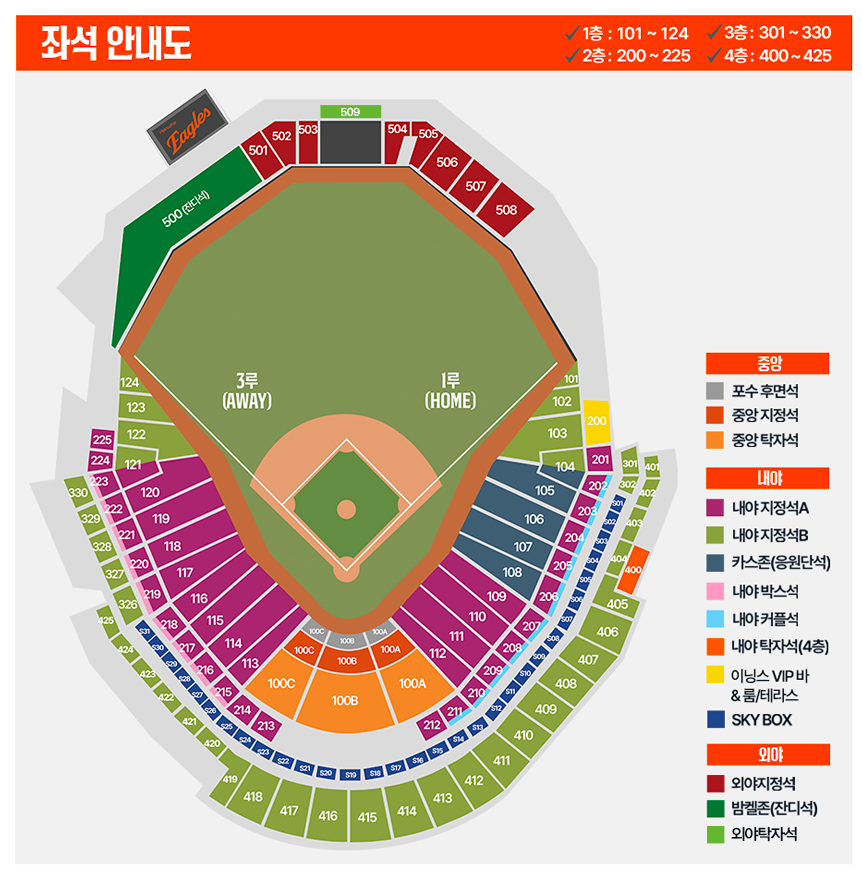 좌석 안내도
✓1층 : 101 ~ 124 ✓3층 : 301 ~ 330
✓2층 : 200 ~ 225 ✓4층 : 400 ~ 425
Eagles
509
501 502 503 504 505 506 507 508
500 (잔디석)
3루
(AWAY)
1루
(HOME)
124
123
122
121
120
119
118
117
116
115
114
113
101
102
103
104
105
106
107
108
109
110
111
112
100C 100B 100A
100C 100B 100A
100C 100B 100A
225
224
223
222
221
220
219
218
217
216
215
214
213
200
201
202
203
204
205
206
207
208
209
210
211
212
330
329
328
327
326
301
302
401
402
403
404
400
405
406
407
408
409
410
411
412
413
414
415
416
417
418
419
420
421
422
423
424
425
S01
S02
S03
S04
S05
S06
S07
S08
S09
S10
S11
S12
S13
S14
S15
S16
S17
S18
S19
S20
S21
S22
S23
S24
S25
S26
S27
S28
S29
S30
S31
중앙
포수 후면석
중앙 지정석
중앙 탁자석
내야
내야 지정석A
내야 지정석B
카스존(응원단석)
내야 박스석
내야 커플석
내야 탁자석(4층)
이닝스 VIP 바
& 룸/테라스
SKY BOX
외야
외야지정석
밤켈존(잔디석)
외야탁자석